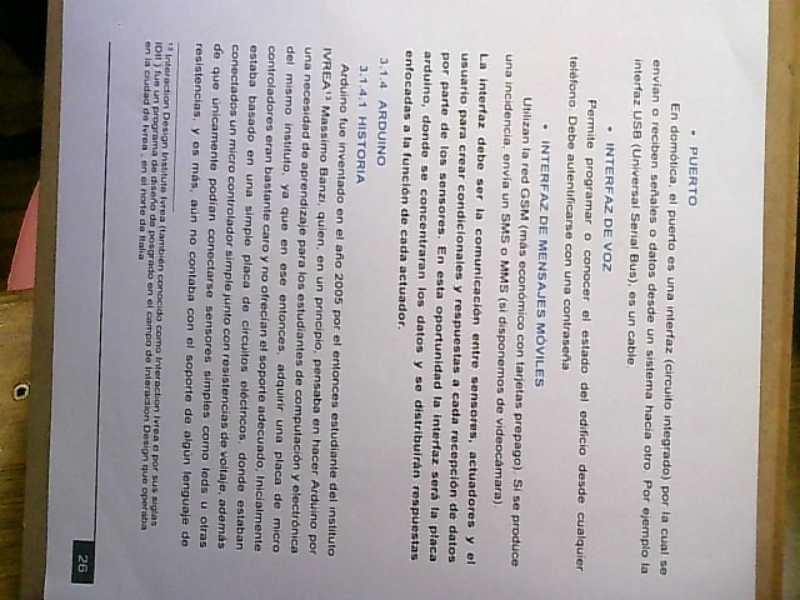 • PUERTO
En domótica, el puerto es una interfaz (circuito integrado) por la cual se
envían o reciben señales o datos desde un sistema hacia otro. Por ejemplo la
interfaz USB (Universal Serial Bus), es un cable.
• INTERFAZ DE VOZ
Permite programar o conocer el estado del edificio desde cualquier
teléfono. Debe autentificarse con una contraseña
• INTERFAZ DE MENSAJES MÓVILES
Utilizan la red GSM (más económico con tarjetas prepago). Si se produce
una incidencia, envía un SMS o MMS (si disponemos de videocámara)
La interfaz debe ser la comunicación entre sensores, actuadores y el
usuario para crear condicionales y respuestas a cada recepción de datos
por parte de los sensores. En esta oportunidad la interfaz será la placa
arduino, donde se concentraran los datos y se distribuirán respuestas
enfocadas a la función de cada actuador.
3.1.4 ARDUINO
3.1.4.1 HISTORIA
Arduino fue inventado en el año 2005 por el entonces estudiante del instituto
IVREA¹³ Massimo Banzi, quien, en un principio, pensaba en hacer Arduino por
una necesidad de aprendizaje para los estudiantes de computación y electrónica
del mismo instituto, ya que en ese entonces, adquirir una placa de micro
controladores eran bastante caro y no ofrecían el soporte adecuado, Inicialmente
estaba basado en una simple placa de circuitos eléctricos, donde estaban
conectados un micro controlador simple junto con resistencias de voltaje, además
de que únicamente podían conectarse sensores simples como leds u otras
resistencias, y es más, aún no contaba con el soporte de algún lenguaje de
¹³ Interaction Design Institute Ivrea (también conocido como Interaction Ivrea o por sus siglas
IDII ) fue un programa de diseño de posgrado en el campo de Interaction Design que operaba
en la ciudad de Ivrea , en el norte de Italia
26